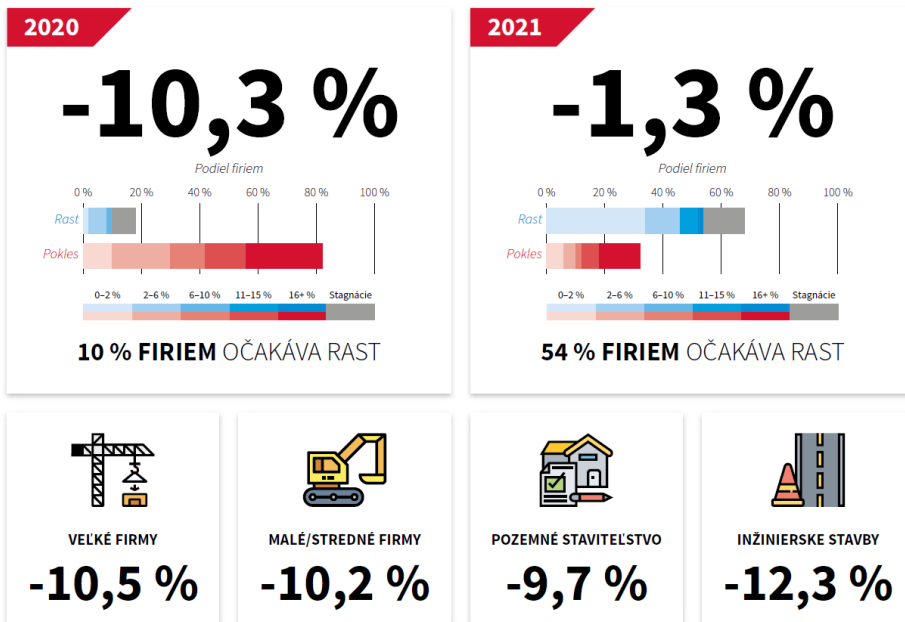 2020
-10,3 %
Podiel firiem
0 % 20 % 40 % 60 % 80 % 100 %
Rast
Pokles
0–2 % 2–6 % 6–10 % 11–15 % 16+ % Stagnácie
10 % FIRIEM OČAKÁVA RAST
2021
-1,3 %
Podiel firiem
0 % 20 % 40 % 60 % 80 % 100 %
Rast
Pokles
0–2 % 2–6 % 6–10 % 11–15 % 16+ % Stagnácie
54 % FIRIEM OČAKÁVA RAST
VEĽKÉ FIRMY
-10,5 %
MALÉ/STREDNÉ FIRMY
-10,2 %
POZEMNÉ STAVITEĽSTVO
-9,7 %
INŽINIERSKE STAVBY
-12,3 %